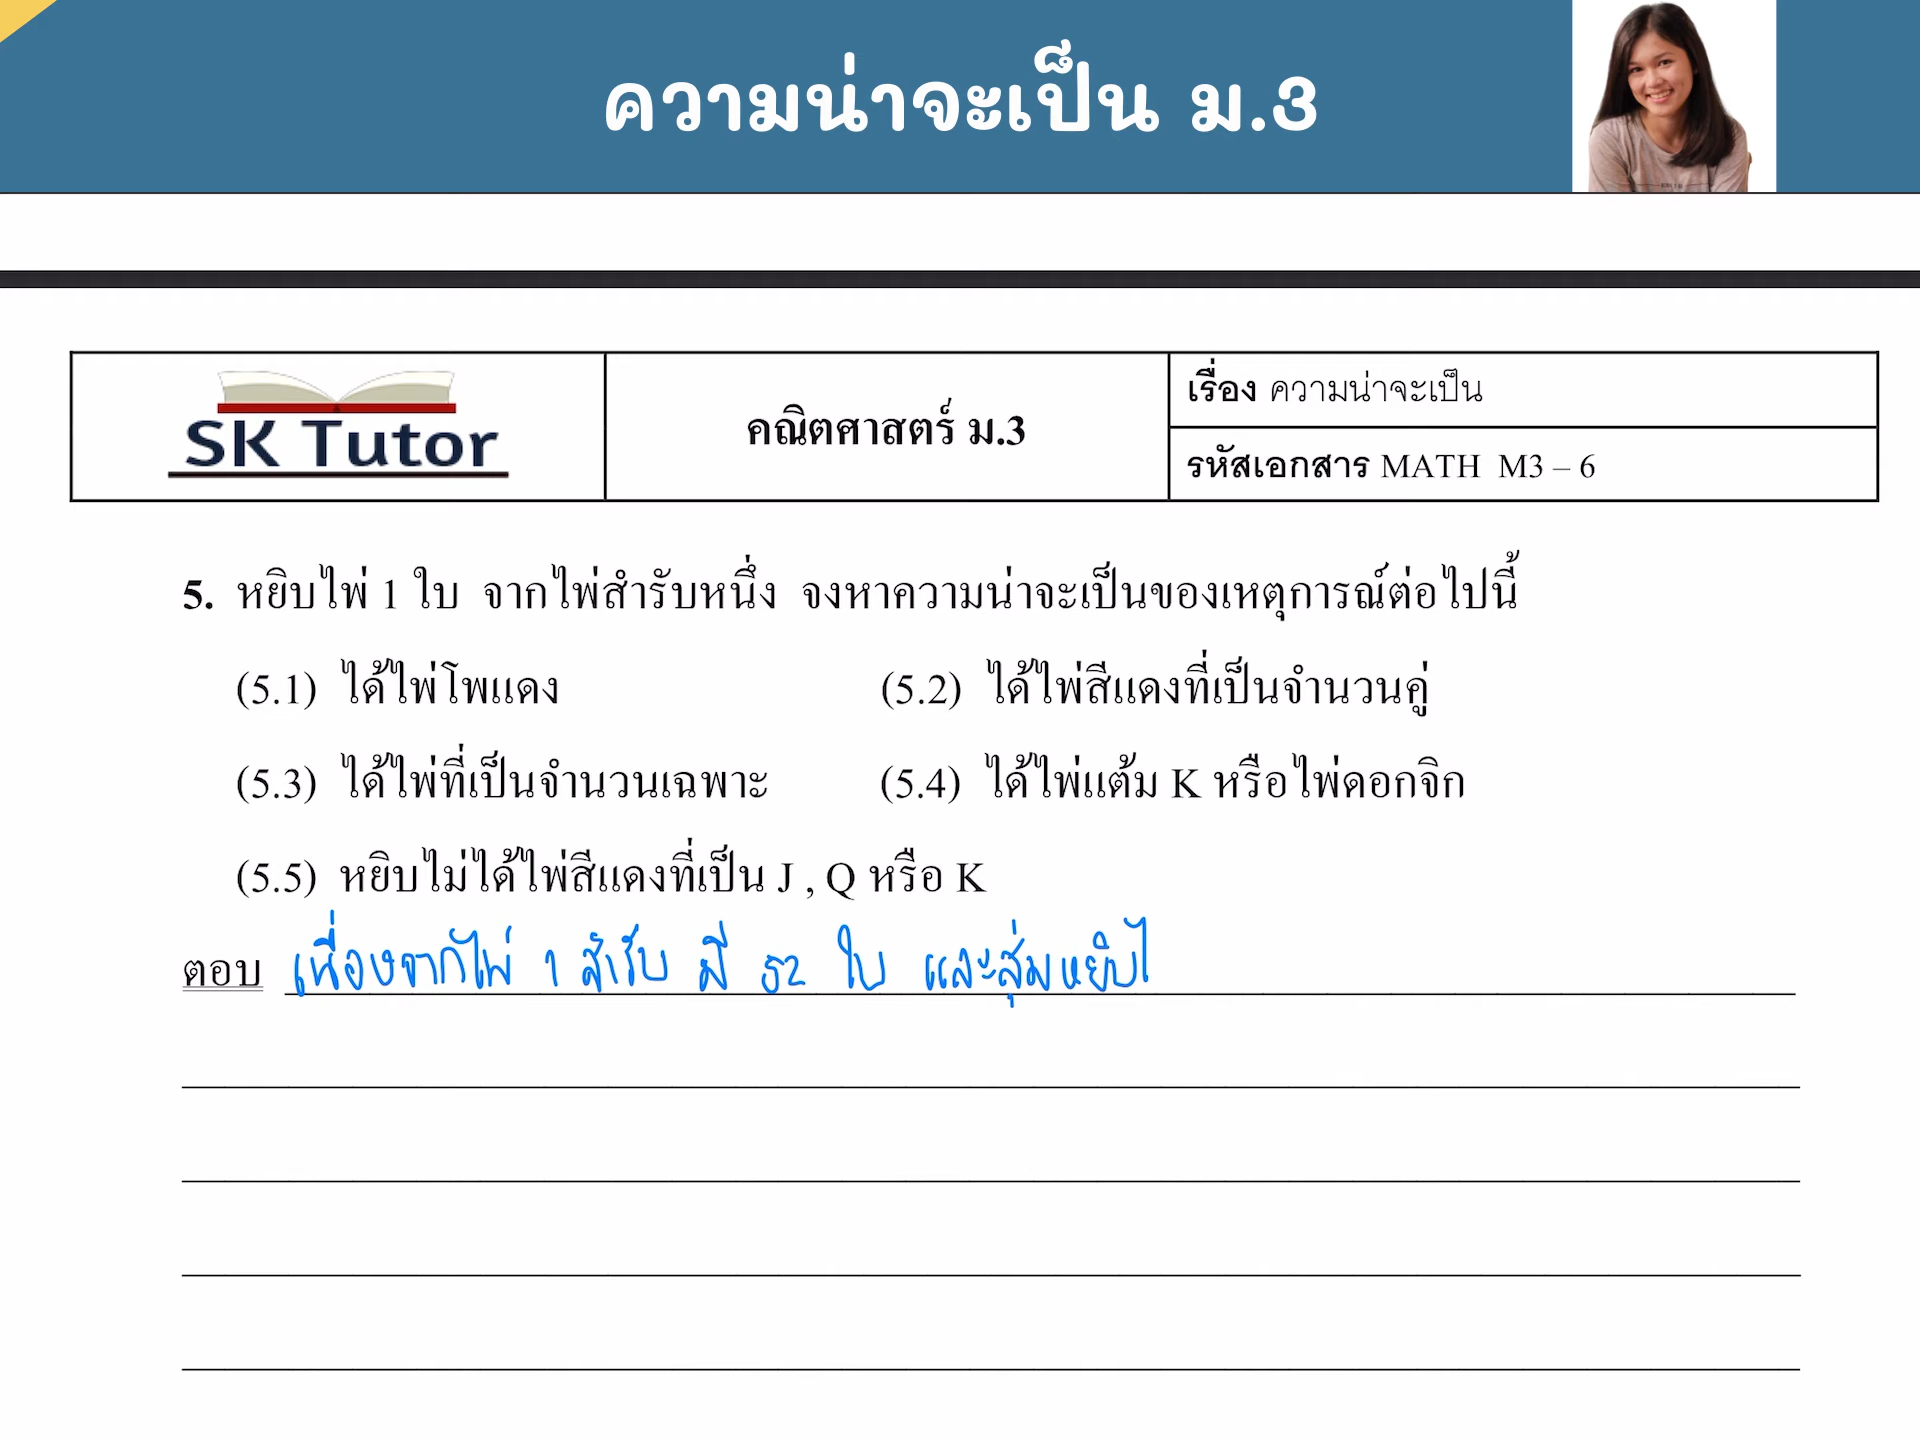 ความน่าจะเป็น ม.3
SK Tutor
คณิตศาสตร์ ม.3
เรื่อง ความน่าจะเป็น
รหัสเอกสาร MATH M3 – 6
5. หยิบไพ่ 1 ใบ จากไพ่สำรับหนึ่ง จงหาความน่าจะเป็นของเหตุการณ์ต่อไปนี้
(5.1) ได้ไพ่โพแดง (5.2) ได้ไพ่สีแดงที่เป็นจำนวนคู่
(5.3) ได้ไพ่ที่เป็นจำนวนเฉพาะ (5.4) ได้ไพ่แต้ม K หรือไพ่ดอกจิก
(5.5) หยิบไม่ได้ไพ่สีแดงที่เป็น J , Q หรือ K
ตอบ เนื่องจากไพ่ 1 สำรับ มี 52 ใบ และสุ่มหยิบไ